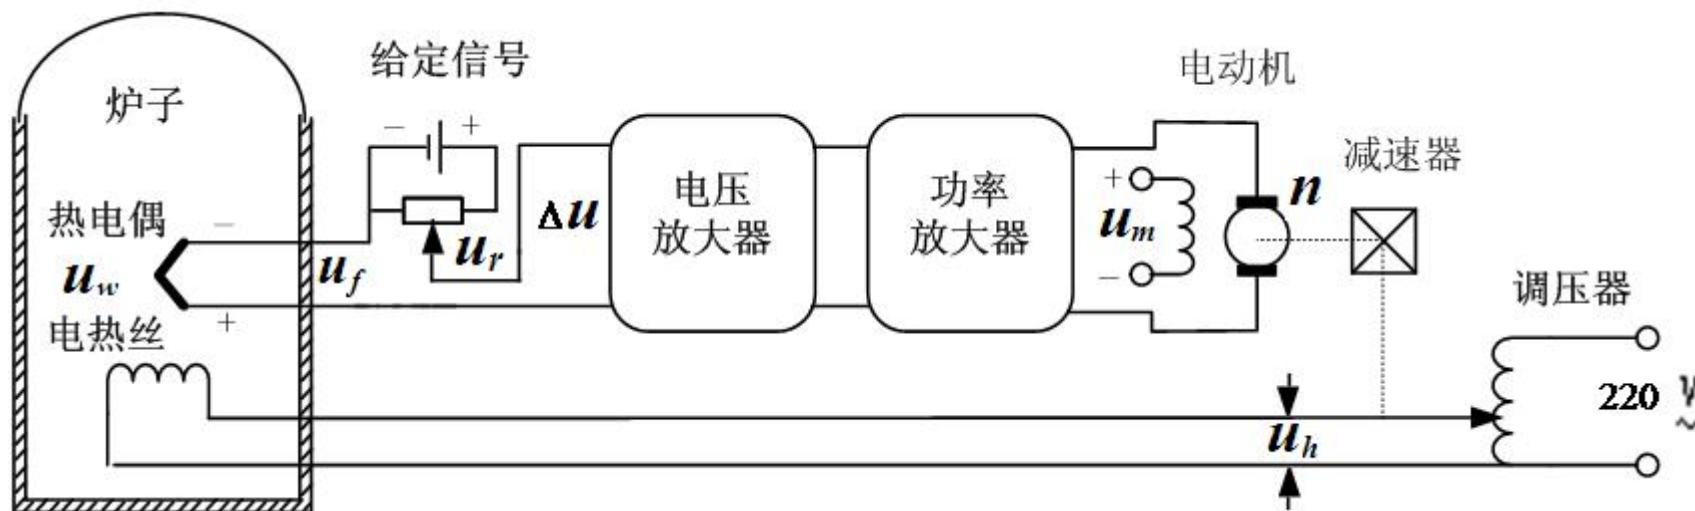 给定信号
电动机
炉子
减速器
热电偶
电压
放大器
功率
放大器
u_w
u_f
u_r
Δu
u_m
n
− +
−
+
+
−
电热丝
调压器
220 V
~
u_h